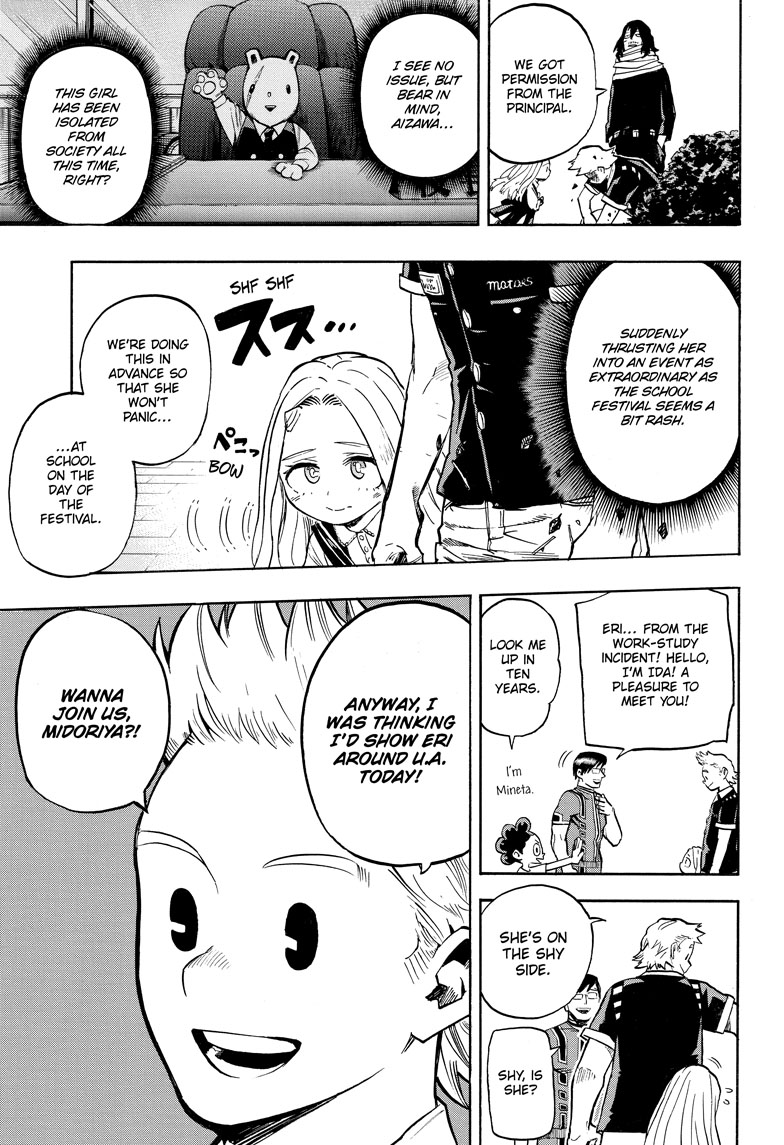 WE GOT
PERMISSION
FROM THE
PRINCIPAL.
I SEE NO
ISSUE, BUT
BEAR IN
MIND,
AIZAWA...
THIS GIRL
HAS BEEN
ISOLATED
FROM
SOCIETY ALL
THIS TIME,
RIGHT?
SUDDENLY
THRUSTING HER
INTO AN EVENT AS
EXTRAORDINARY AS
THE SCHOOL
FESTIVAL SEEMS A
BIT RASH.
SHF SHF
スス...
ペこっ
BOW
WE'RE DOING
THIS IN
ADVANCE SO
THAT SHE
WON'T
PANIC...
...AT
SCHOOL
ON THE
DAY OF
THE
FESTIVAL.
ERI... FROM THE
WORK-STUDY
INCIDENT! HELLO,
I'M IDA! A
PLEASURE TO
MEET YOU!
LOOK ME
UP IN
TEN
YEARS.
I'm
Mineta.
SHE'S ON
THE SHY
SIDE.
SHY, IS
SHE?
ANYWAY, I
WAS THINKING
I'D SHOW ERI
AROUND U.A.
TODAY!
WANNA
JOIN US,
MIDORIYA?!